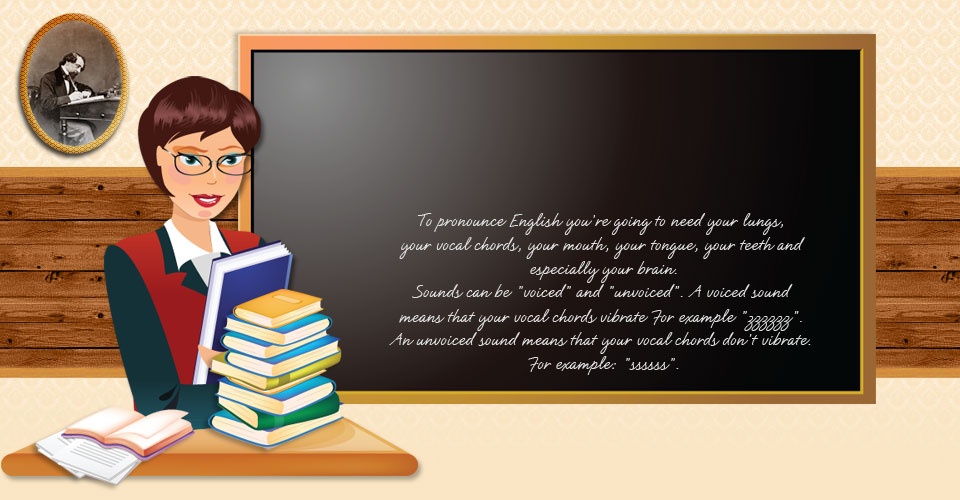 To pronounce English you're going to need your lungs,
your vocal chords, your mouth, your tongue, your teeth and
especially your brain.
Sounds can be "voiced" and "unvoiced". A voiced sound
means that your vocal chords vibrate For example "zzzzzz".
An unvoiced sound means that your vocal chords don't vibrate.
For example: "ssssss".